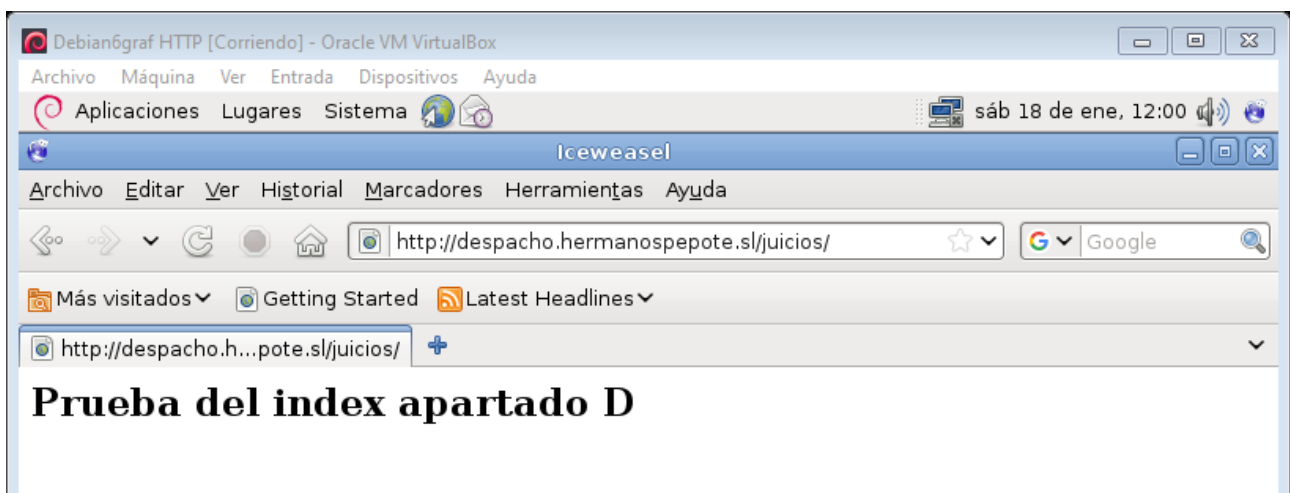 Debian6graf HTTP [Corriendo] - Oracle VM VirtualBox
Archivo Máquina Ver Entrada Dispositivos Ayuda
Aplicaciones Lugares Sistema sáb 18 de ene, 12:00
Iceweasel
Archivo Editar Ver Historial Marcadores Herramientas Ayuda
http://despacho.hermanospepote.sl/juicios/ Google
Más visitados Getting Started Latest Headlines
http://despacho.h...pote.sl/juicios/
Prueba del index apartado D